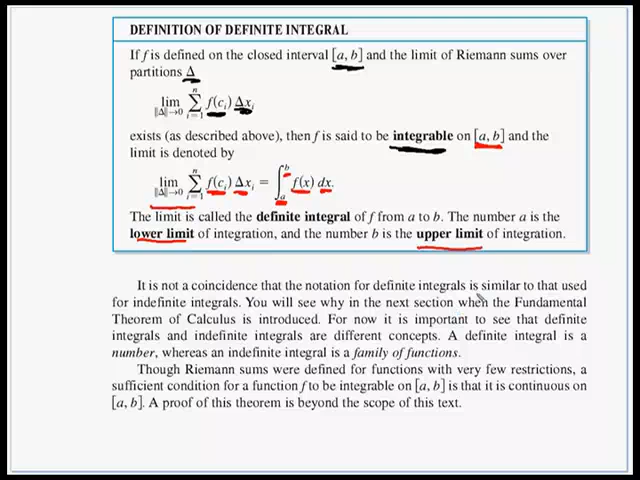 DEFINITION OF DEFINITE INTEGRAL
If f is defined on the closed interval [a, b] and the limit of Riemann sums over
partitions Δ
lim ‖Δ‖→0 ∑ i=1 n f(c_i) Δx_i
exists (as described above), then f is said to be integrable on [a, b] and the
limit is denoted by
lim ‖Δ‖→0 ∑ i=1 n f(c_i) Δx_i = ∫_a^b f(x) dx.
The limit is called the definite integral of f from a to b. The number a is the
lower limit of integration, and the number b is the upper limit of integration.
It is not a coincidence that the notation for definite integrals is similar to that used
for indefinite integrals. You will see why in the next section when the Fundamental
Theorem of Calculus is introduced. For now it is important to see that definite
integrals and indefinite integrals are different concepts. A definite integral is a
number, whereas an indefinite integral is a family of functions.
Though Riemann sums were defined for functions with very few restrictions, a
sufficient condition for a function f to be integrable on [a, b] is that it is continuous on
[a, b]. A proof of this theorem is beyond the scope of this text.